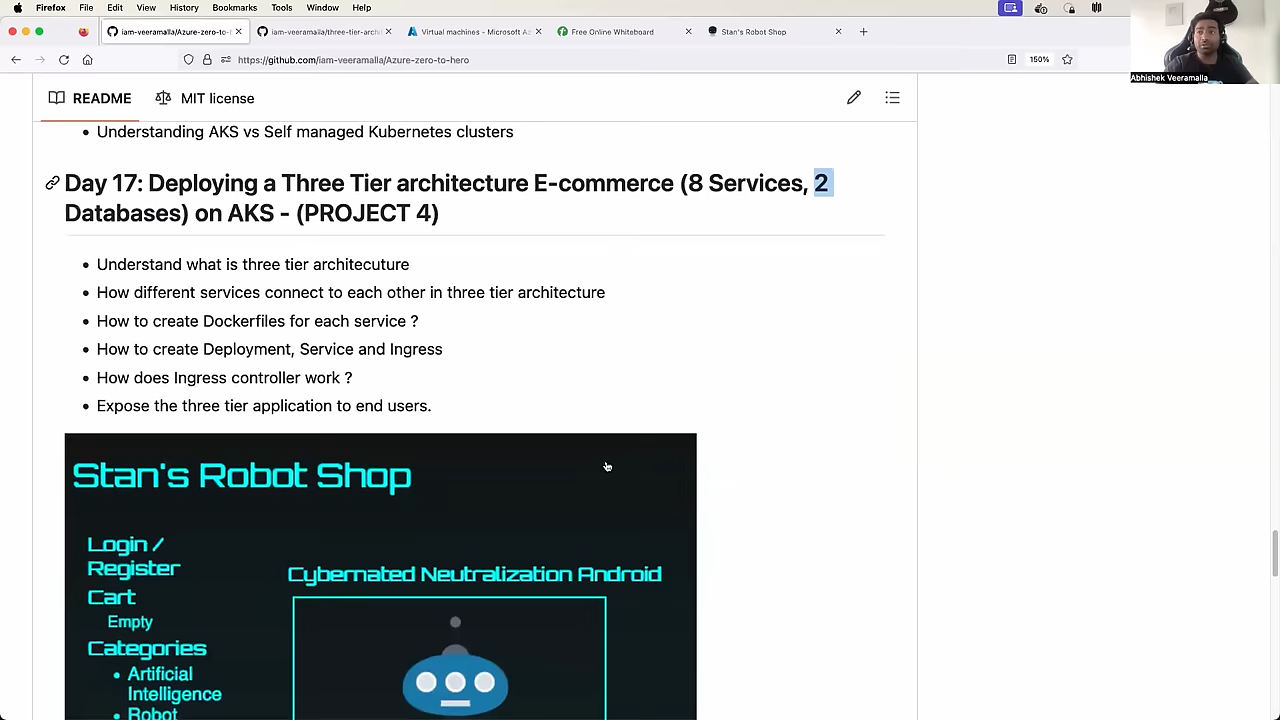 Firefox File Edit View History Bookmarks Tools Window Help
iam-veeramalla/Azure-zero-to-
iam-veeramalla/three-tier-arch
Virtual machines - Microsoft Az
Free Online Whiteboard
Stan's Robot Shop
https://github.com/iam-veeramalla/Azure-zero-to-hero
150%
Abhishek Veeramalla
README
MIT license
Understanding AKS vs Self managed Kubernetes clusters
Day 17: Deploying a Three Tier architecture E-commerce (8 Services, 2
Databases) on AKS - (PROJECT 4)
Understand what is three tier architecuture
How different services connect to each other in three tier architecture
How to create Dockerfiles for each service ?
How to create Deployment, Service and Ingress
How does Ingress controller work ?
Expose the three tier application to end users.
Stan's Robot Shop
Login /
Register
Cart
Empty
Categories
Artificial
Intelligence
Robot
Cybernated Neutralization Android